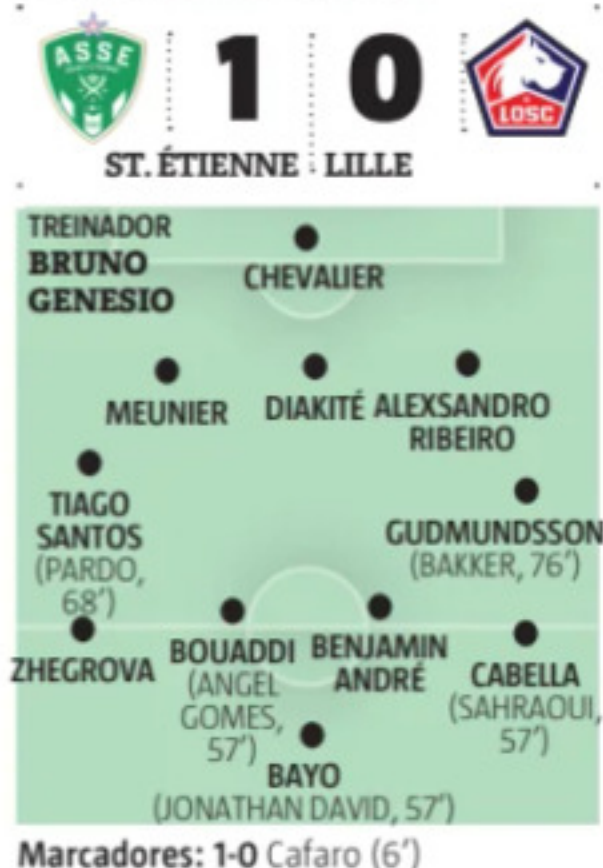 ASSE
1 0
LOSC
ST. ÉTIENNE LILLE
TREINADOR
BRUNO
GENESIO
CHEVALIER
MEUNIER
DIAKITÉ
ALEXSANDRO
RIBEIRO
TIAGO
SANTOS
(PARDO,
68’)
GUDMUNDSSON
(BAKKER, 76’)
ZHEGROVA
BOUADDI
(ANGEL
GOMES,
57’)
BENJAMIN
ANDRÉ
CABELLA
(SAHRAOUI,
57’)
BAYO
(JONATHAN DAVID, 57’)
Marcadores: 1-0 Cafaro (6’)